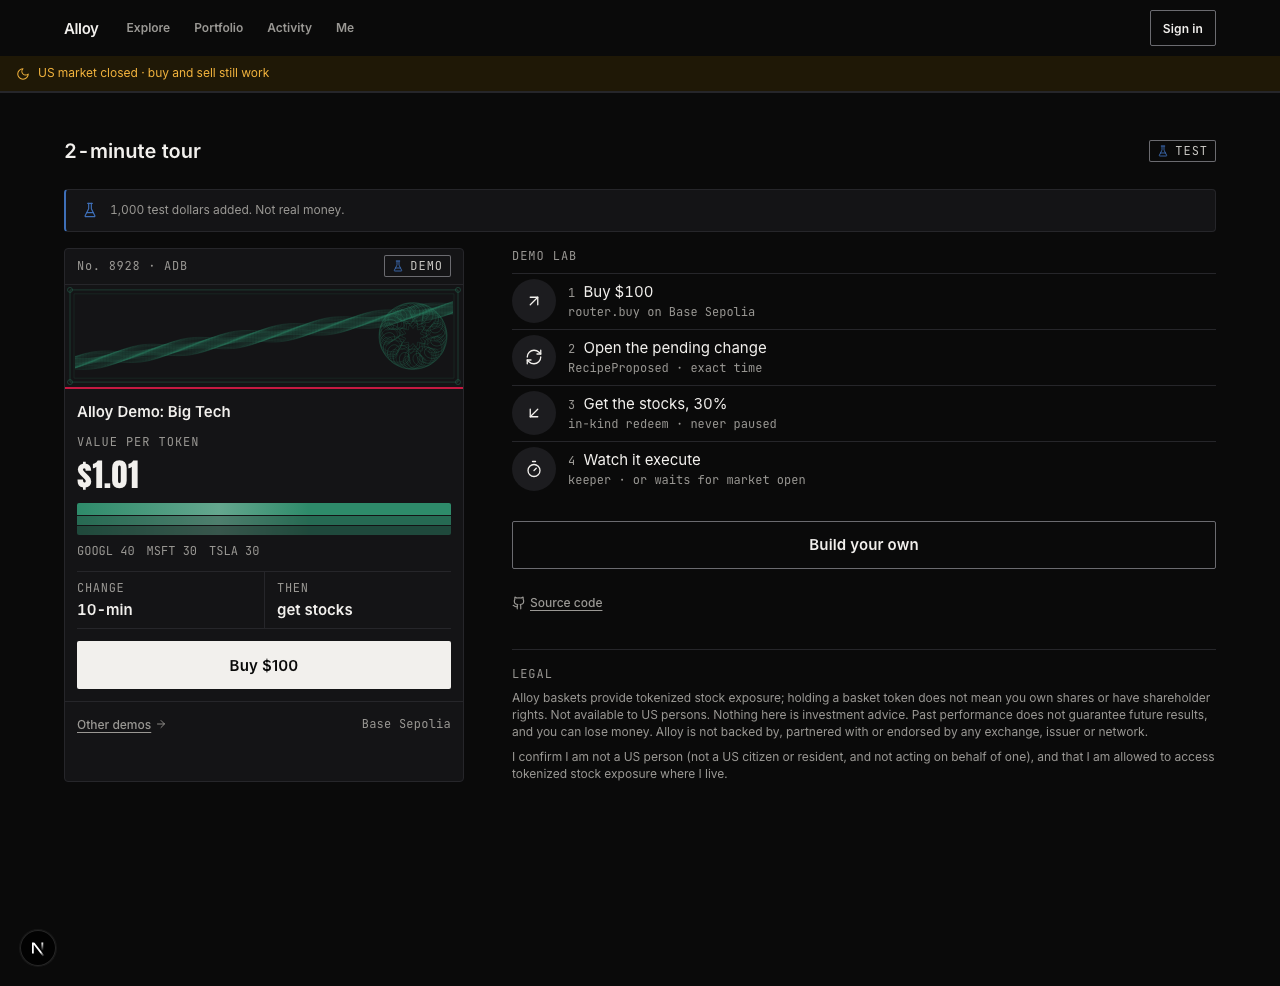 Alloy Explore Portfolio Activity Me Sign in
US market closed · buy and sell still work
2-minute tour
TEST
1,000 test dollars added. Not real money.
No. 8928 · ADB
DEMO
Alloy Demo: Big Tech
VALUE PER TOKEN
$1.01
GOOGL 40 MSFT 30 TSLA 30
CHANGE
10-min
THEN
get stocks
Buy $100
Other demos →
Base Sepolia
DEMO LAB
1 Buy $100
router.buy on Base Sepolia
2 Open the pending change
RecipeProposed · exact time
3 Get the stocks, 30%
in-kind redeem · never paused
4 Watch it execute
keeper · or waits for market open
Build your own
Source code
LEGAL
Alloy baskets provide tokenized stock exposure; holding a basket token does not mean you own shares or have shareholder
rights. Not available to US persons. Nothing here is investment advice. Past performance does not guarantee future results,
and you can lose money. Alloy is not backed by, partnered with or endorsed by any exchange, issuer or network.
I confirm I am not a US person (not a US citizen or resident, and not acting on behalf of one), and that I am allowed to access
tokenized stock exposure where I live.
N